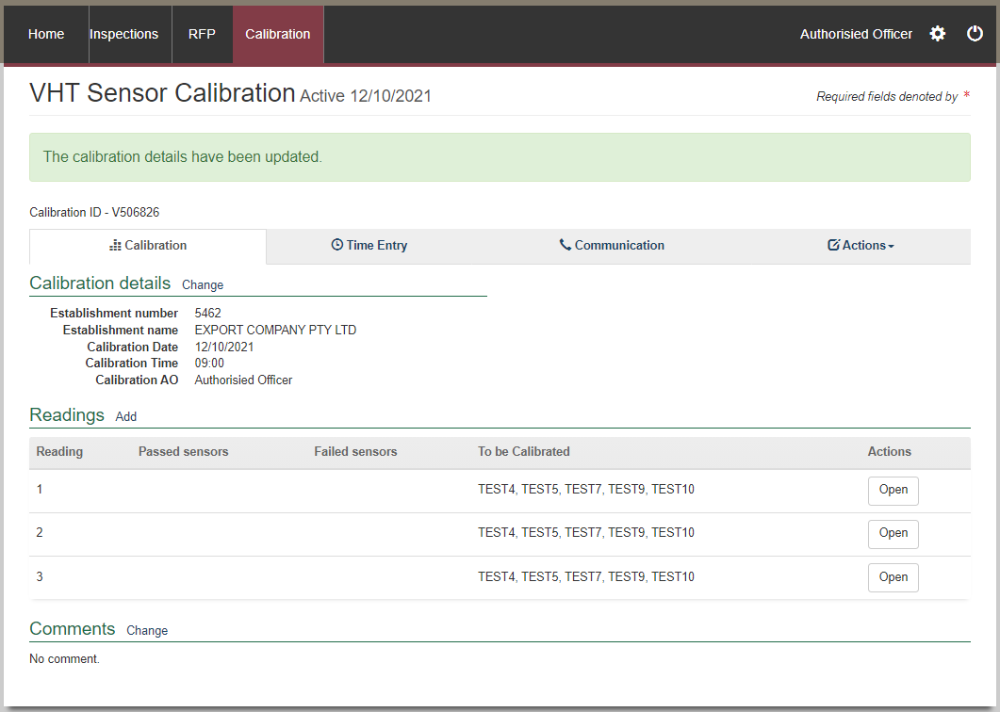 Home Inspections RFP Calibration Authorisied Officer
VHT Sensor Calibration Active 12/10/2021
Required fields denoted by *
The calibration details have been updated.
Calibration ID - V506826
Calibration Time Entry Communication Actions
Calibration details Change
Establishment number 5462
Establishment name EXPORT COMPANY PTY LTD
Calibration Date 12/10/2021
Calibration Time 09:00
Calibration AO Authorisied Officer
Readings Add
Reading Passed sensors Failed sensors To be Calibrated Actions
1 TEST4, TEST5, TEST7, TEST9, TEST10 Open
2 TEST4, TEST5, TEST7, TEST9, TEST10 Open
3 TEST4, TEST5, TEST7, TEST9, TEST10 Open
Comments Change
No comment.